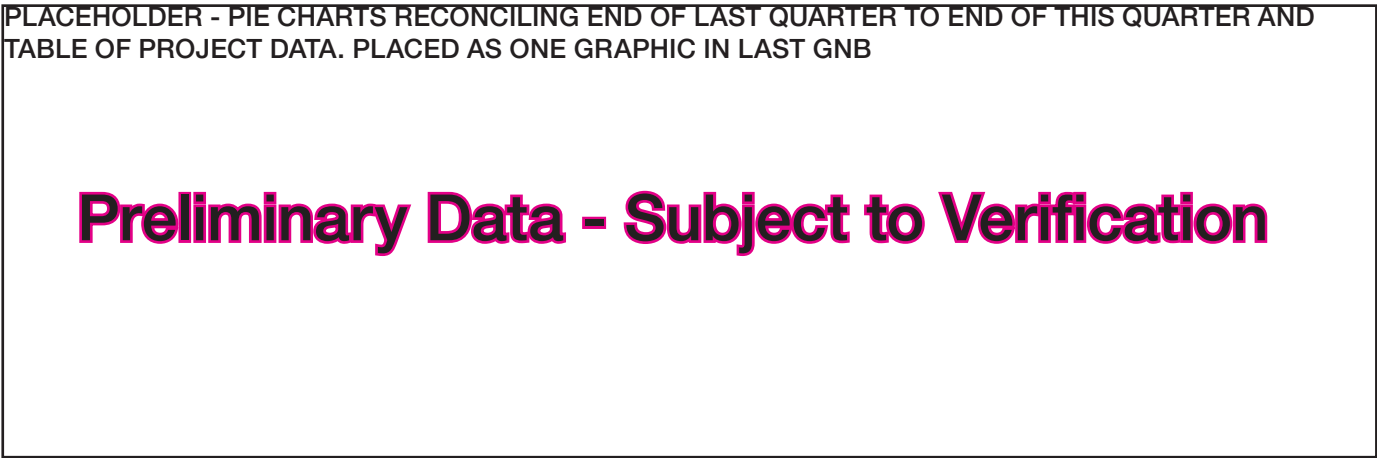 PLACEHOLDER - PIE CHARTS RECONCILING END OF LAST QUARTER TO END OF THIS QUARTER AND
TABLE OF PROJECT DATA. PLACED AS ONE GRAPHIC IN LAST GNB
Preliminary Data - Subject to Verification